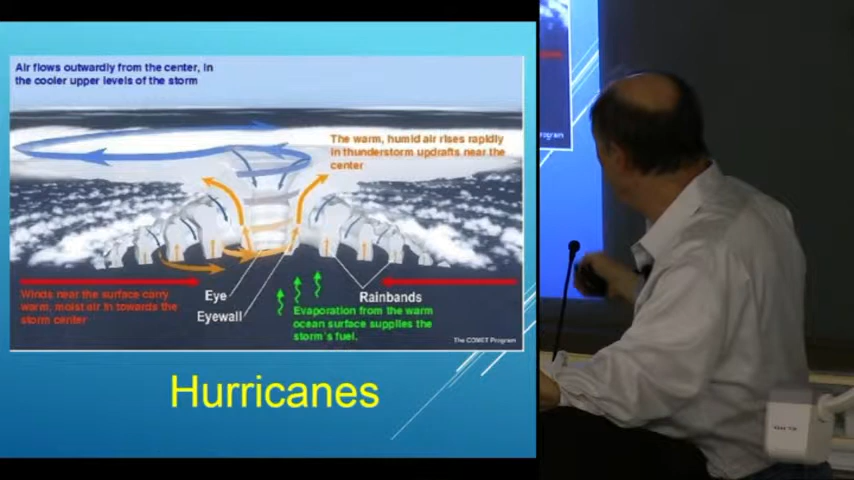 Air flows outwardly from the center, in
the cooler upper levels of the storm
The warm, humid air rises rapidly
in thunderstorm updrafts near the
center
Winds near the surface carry
warm, moist air in towards the
storm center
Eye
Eyewall
Rainbands
Evaporation from the warm
ocean surface supplies the
storm's fuel.
The COMET Program
Hurricanes
rogram